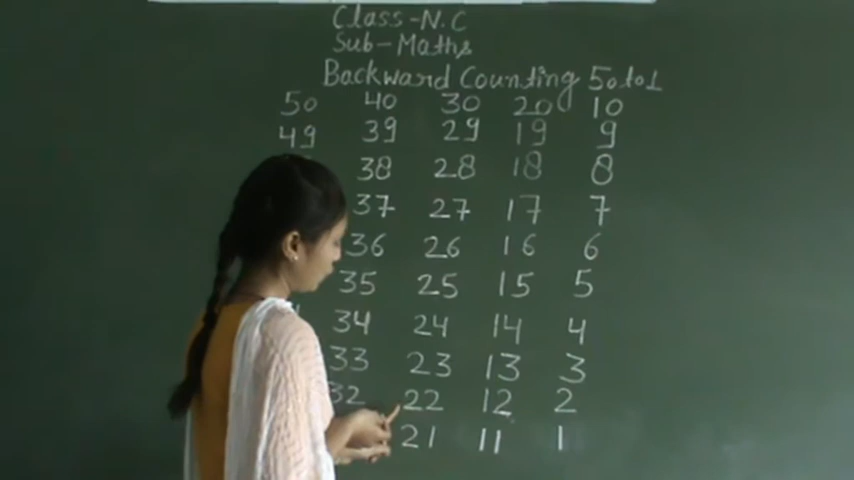 Class-N.C
Sub-Maths
Backward Counting 50 to 1
50 40 30 20 10
49 39 29 19 9
38 28 18 8
37 27 17 7
36 26 16 6
35 25 15 5
34 24 14 4
33 23 13 3
32 22 12 2
21 11 1